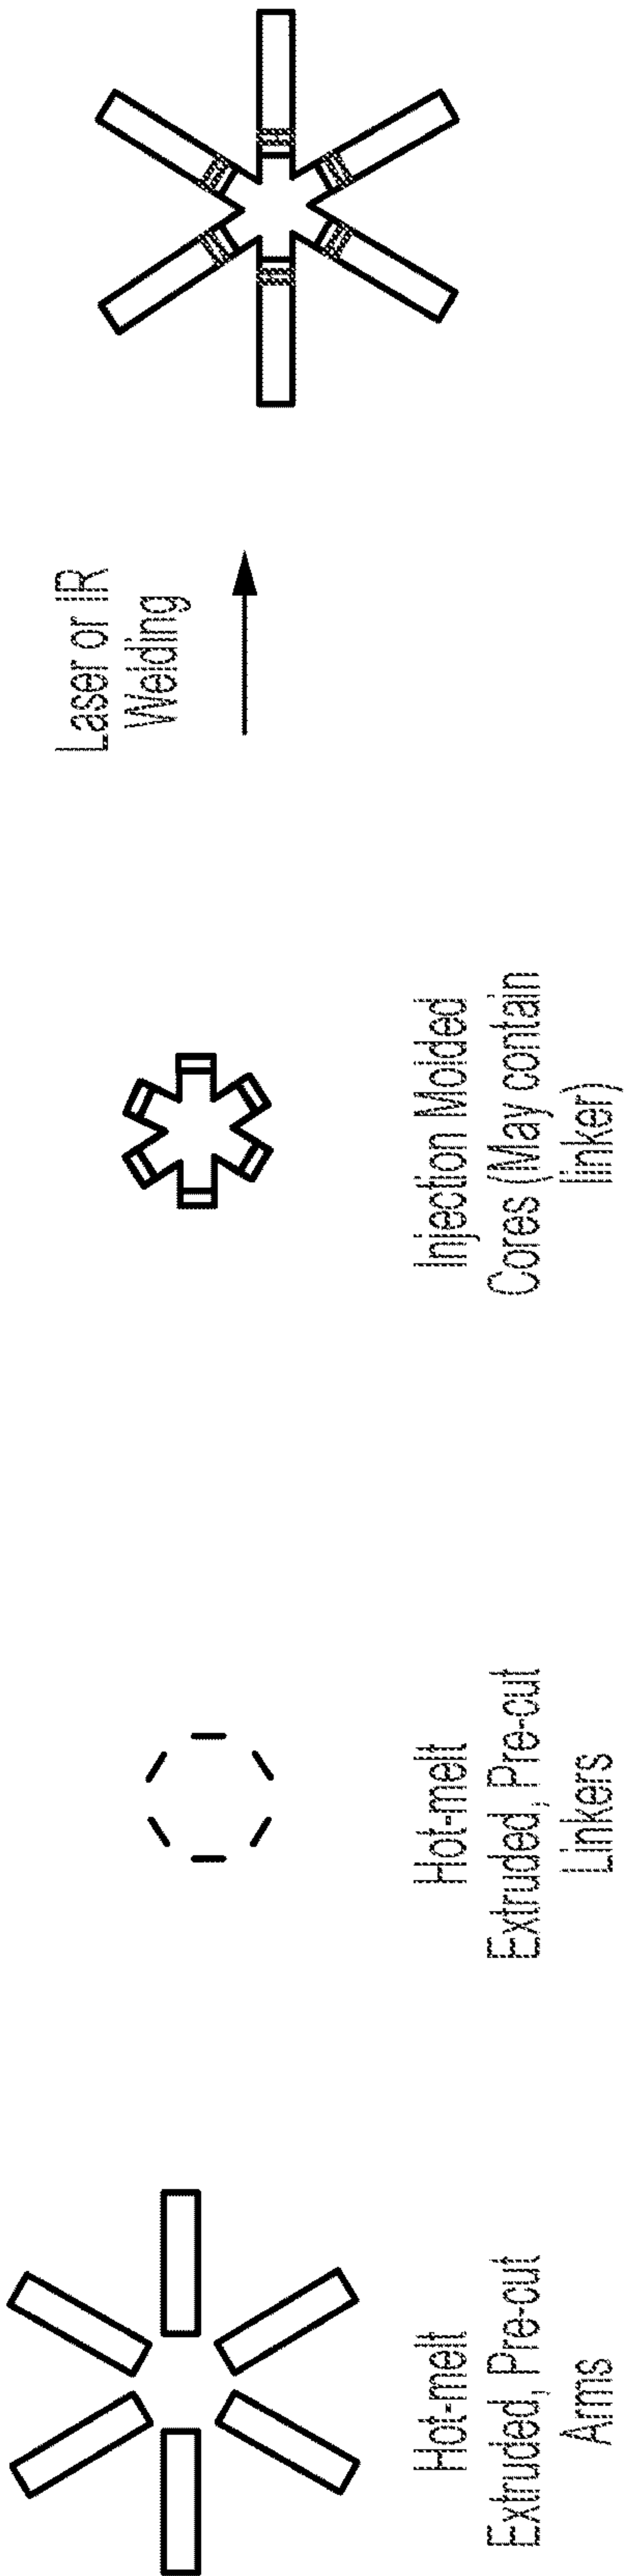 Hot-melt
Extruded, Pre-cut
Arms
Hot-melt
Extruded, Pre-cut
Linkers
Injection Molded
Cores (May contain
linker)
Laser or IR
Welding